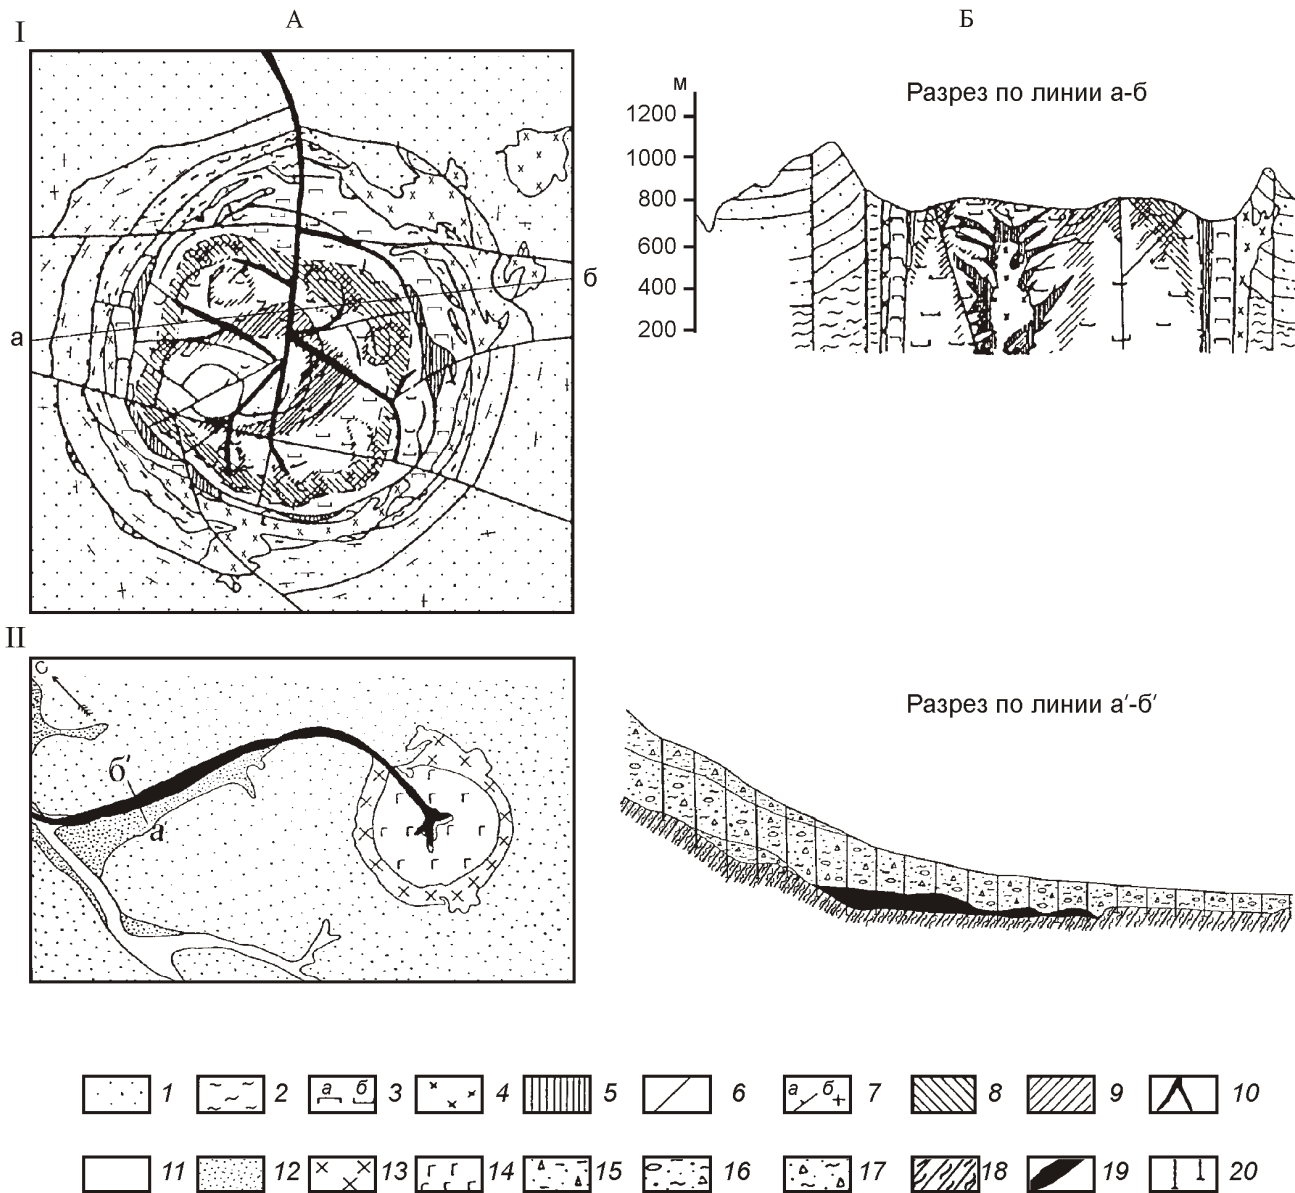 А Б
I
м
Разрез по линии а-б
1200
1000
800
600
400
200
б
а
II
С
б′
а
Разрез по линии а′-б′
1 2 а б 3 4 5 6 а б 7 8 9 10
11 12 13 14 15 16 17 18 19 20